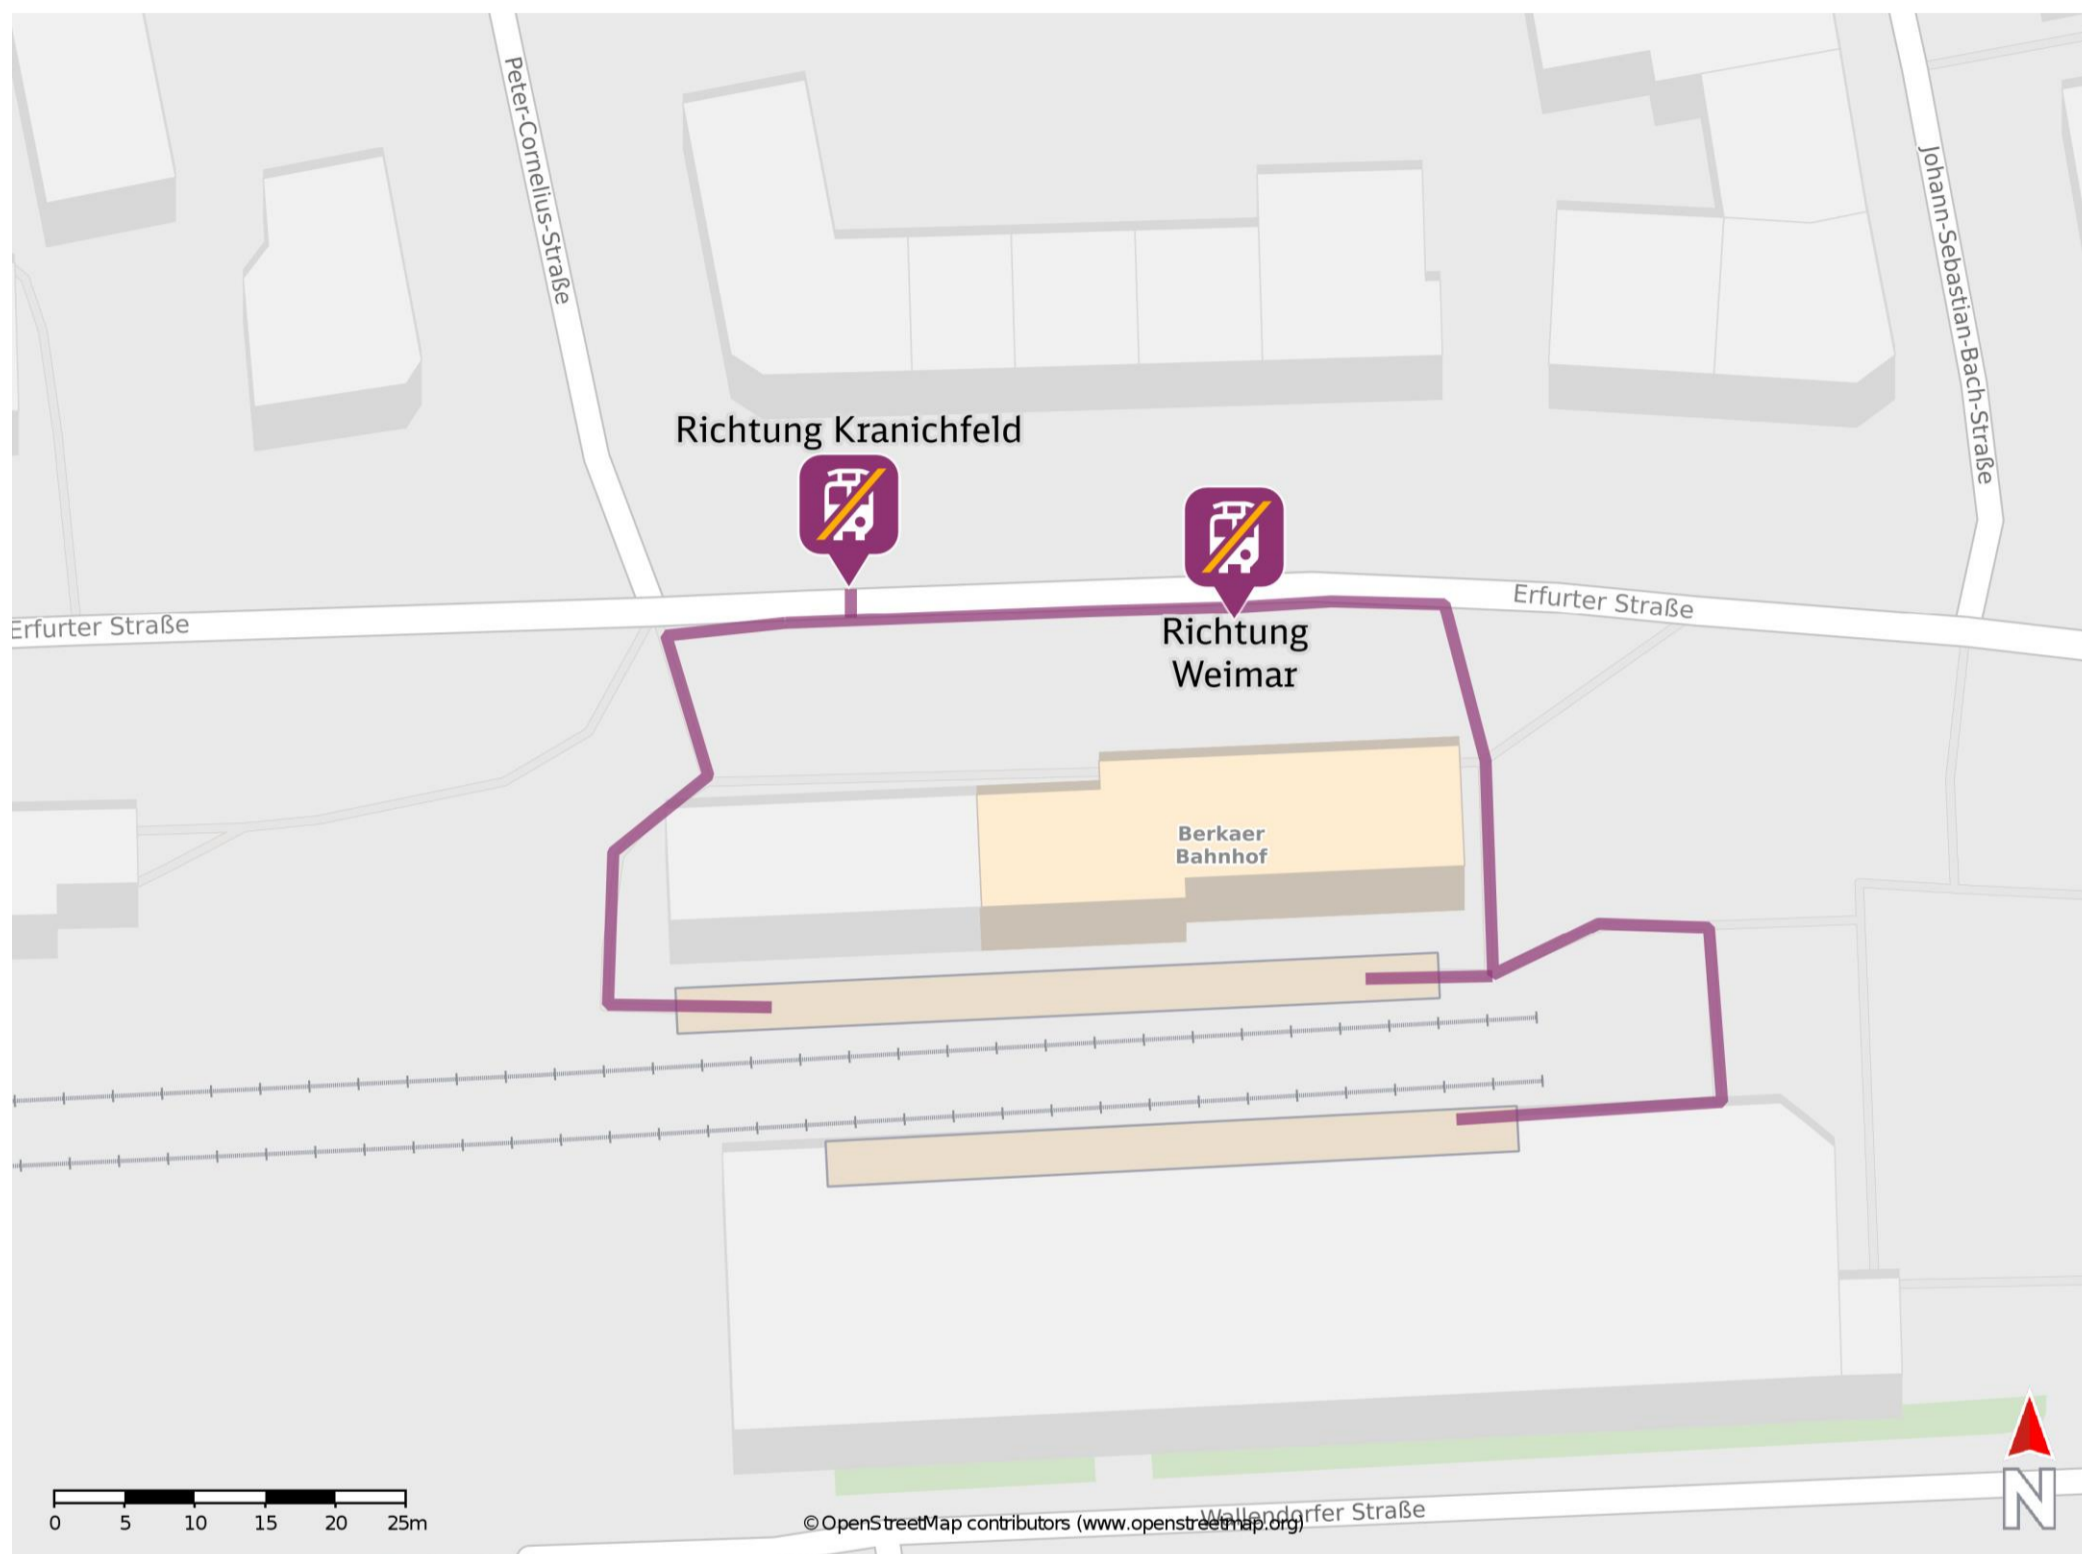 Peter-Cornelius-Straße
Johann-Sebastian-Bach-Straße
Richtung Kranichfeld
Erfurter Straße
Erfurter Straße
Richtung
Weimar
Berkaer
Bahnhof
Wallendorfer Straße
0 5 10 15 20 25m
© OpenStreetMap contributors (www.openstreetmap.org)
N